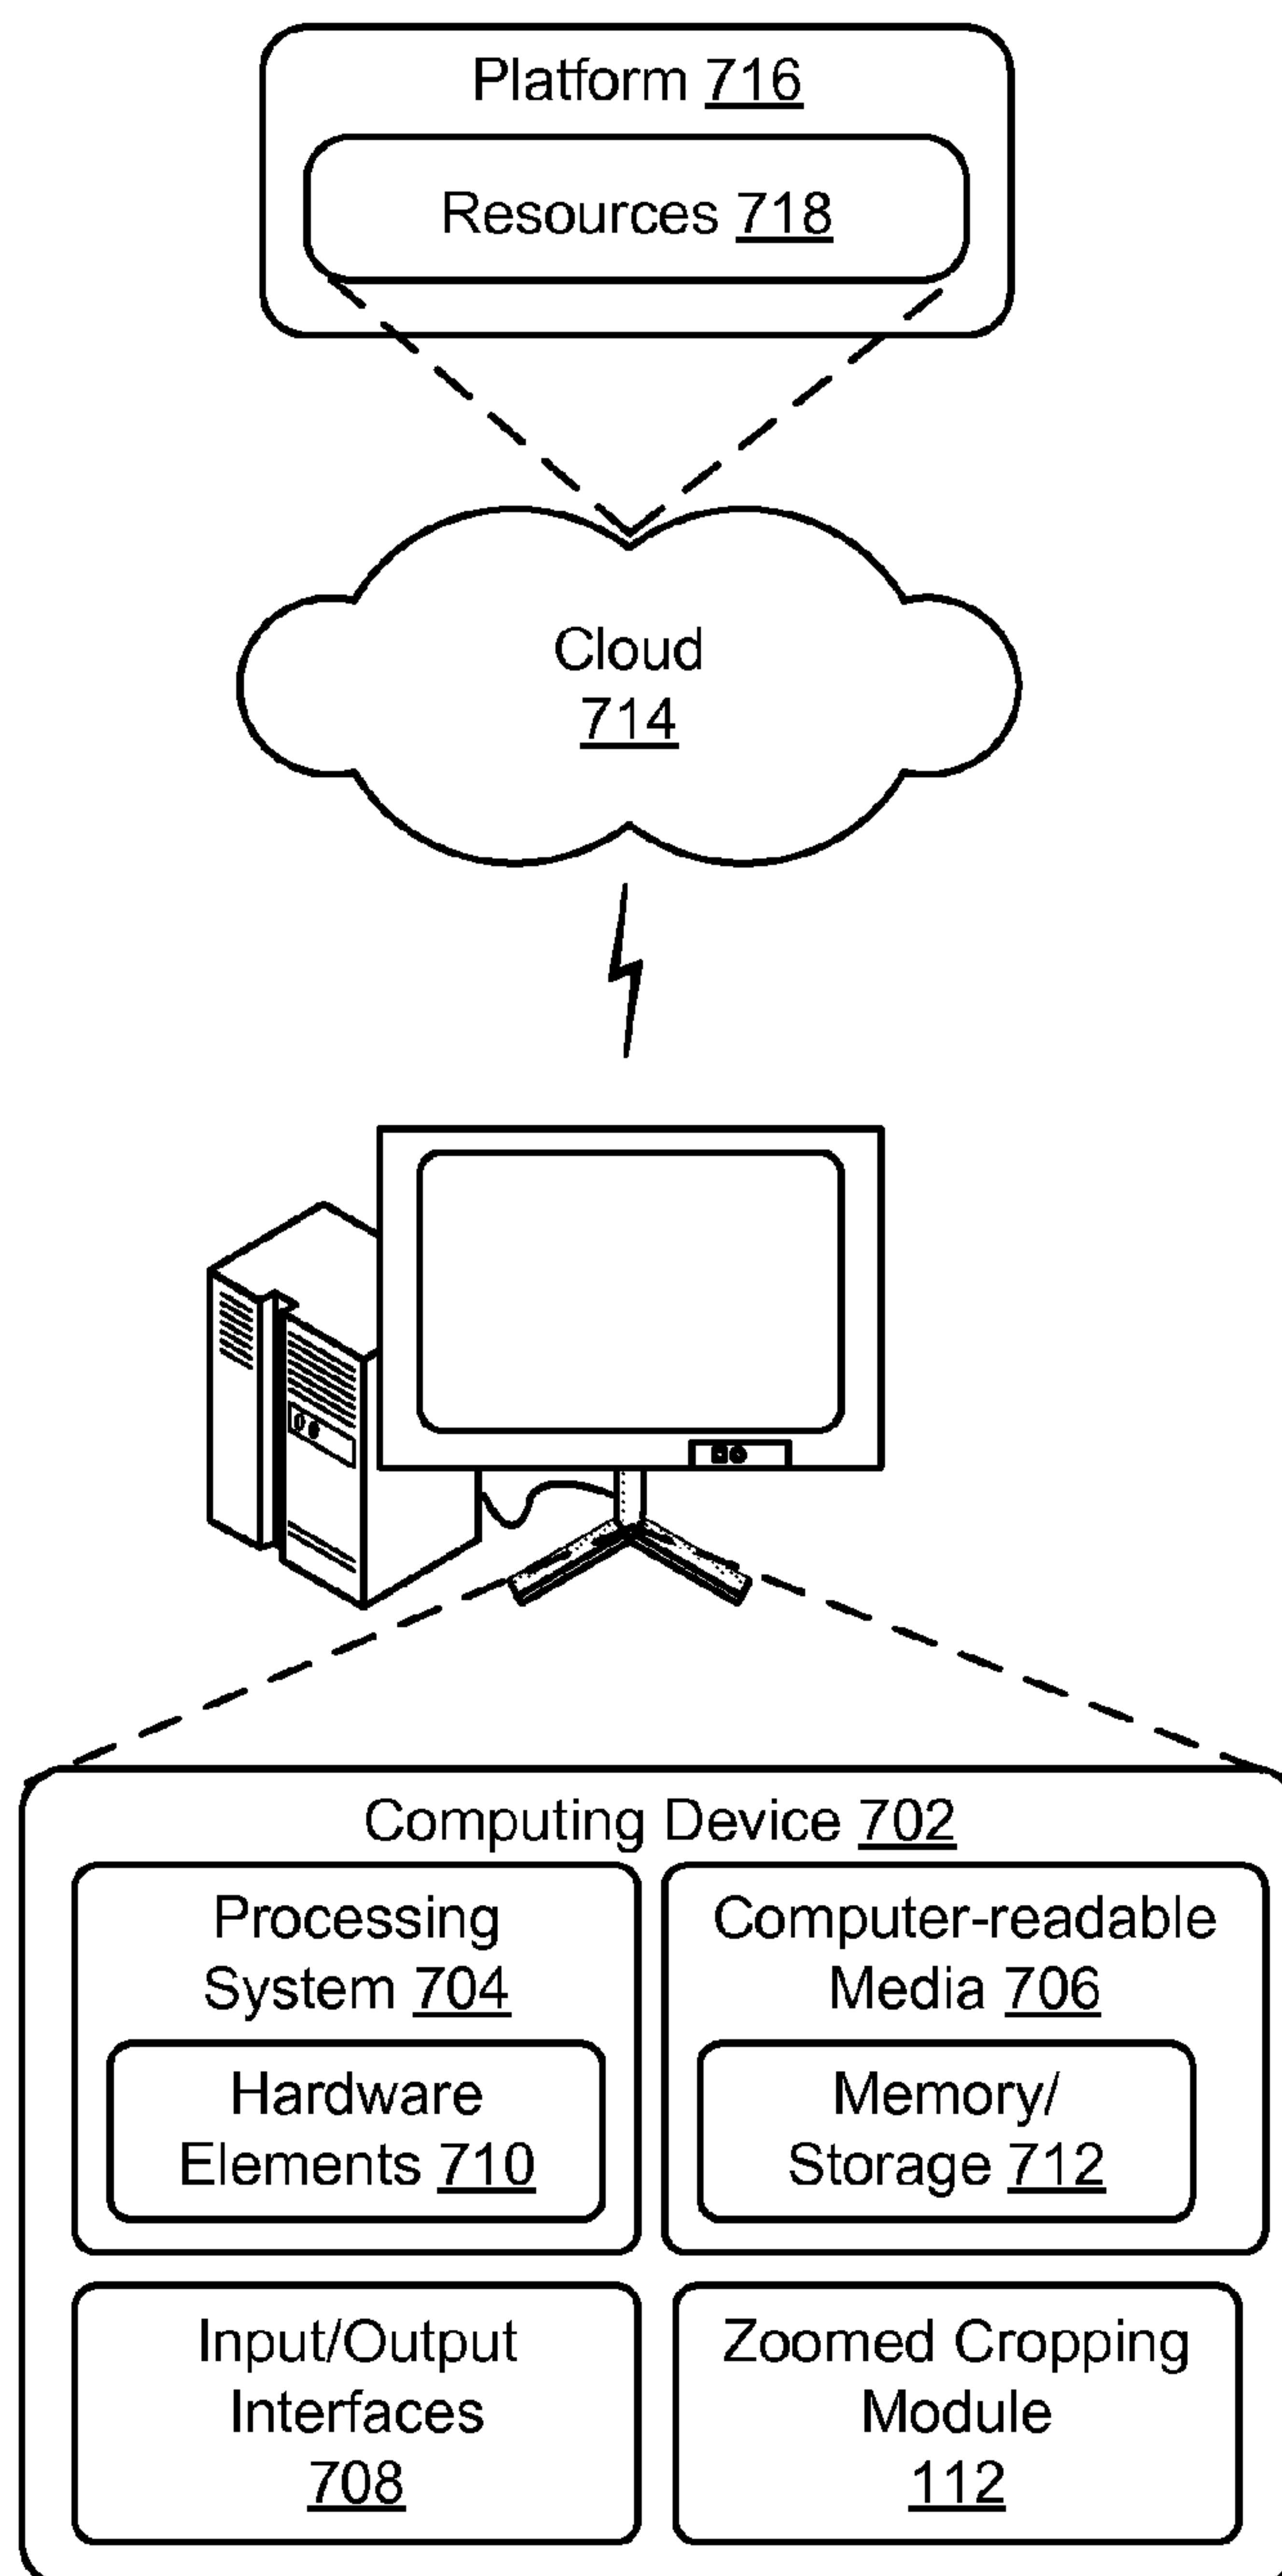 Platform 716
Resources 718
Cloud
714
Computing Device 702
Processing
System 704
Hardware
Elements 710
Computer-readable
Media 706
Memory/
Storage 712
Input/Output
Interfaces
708
Zoomed Cropping
Module
112